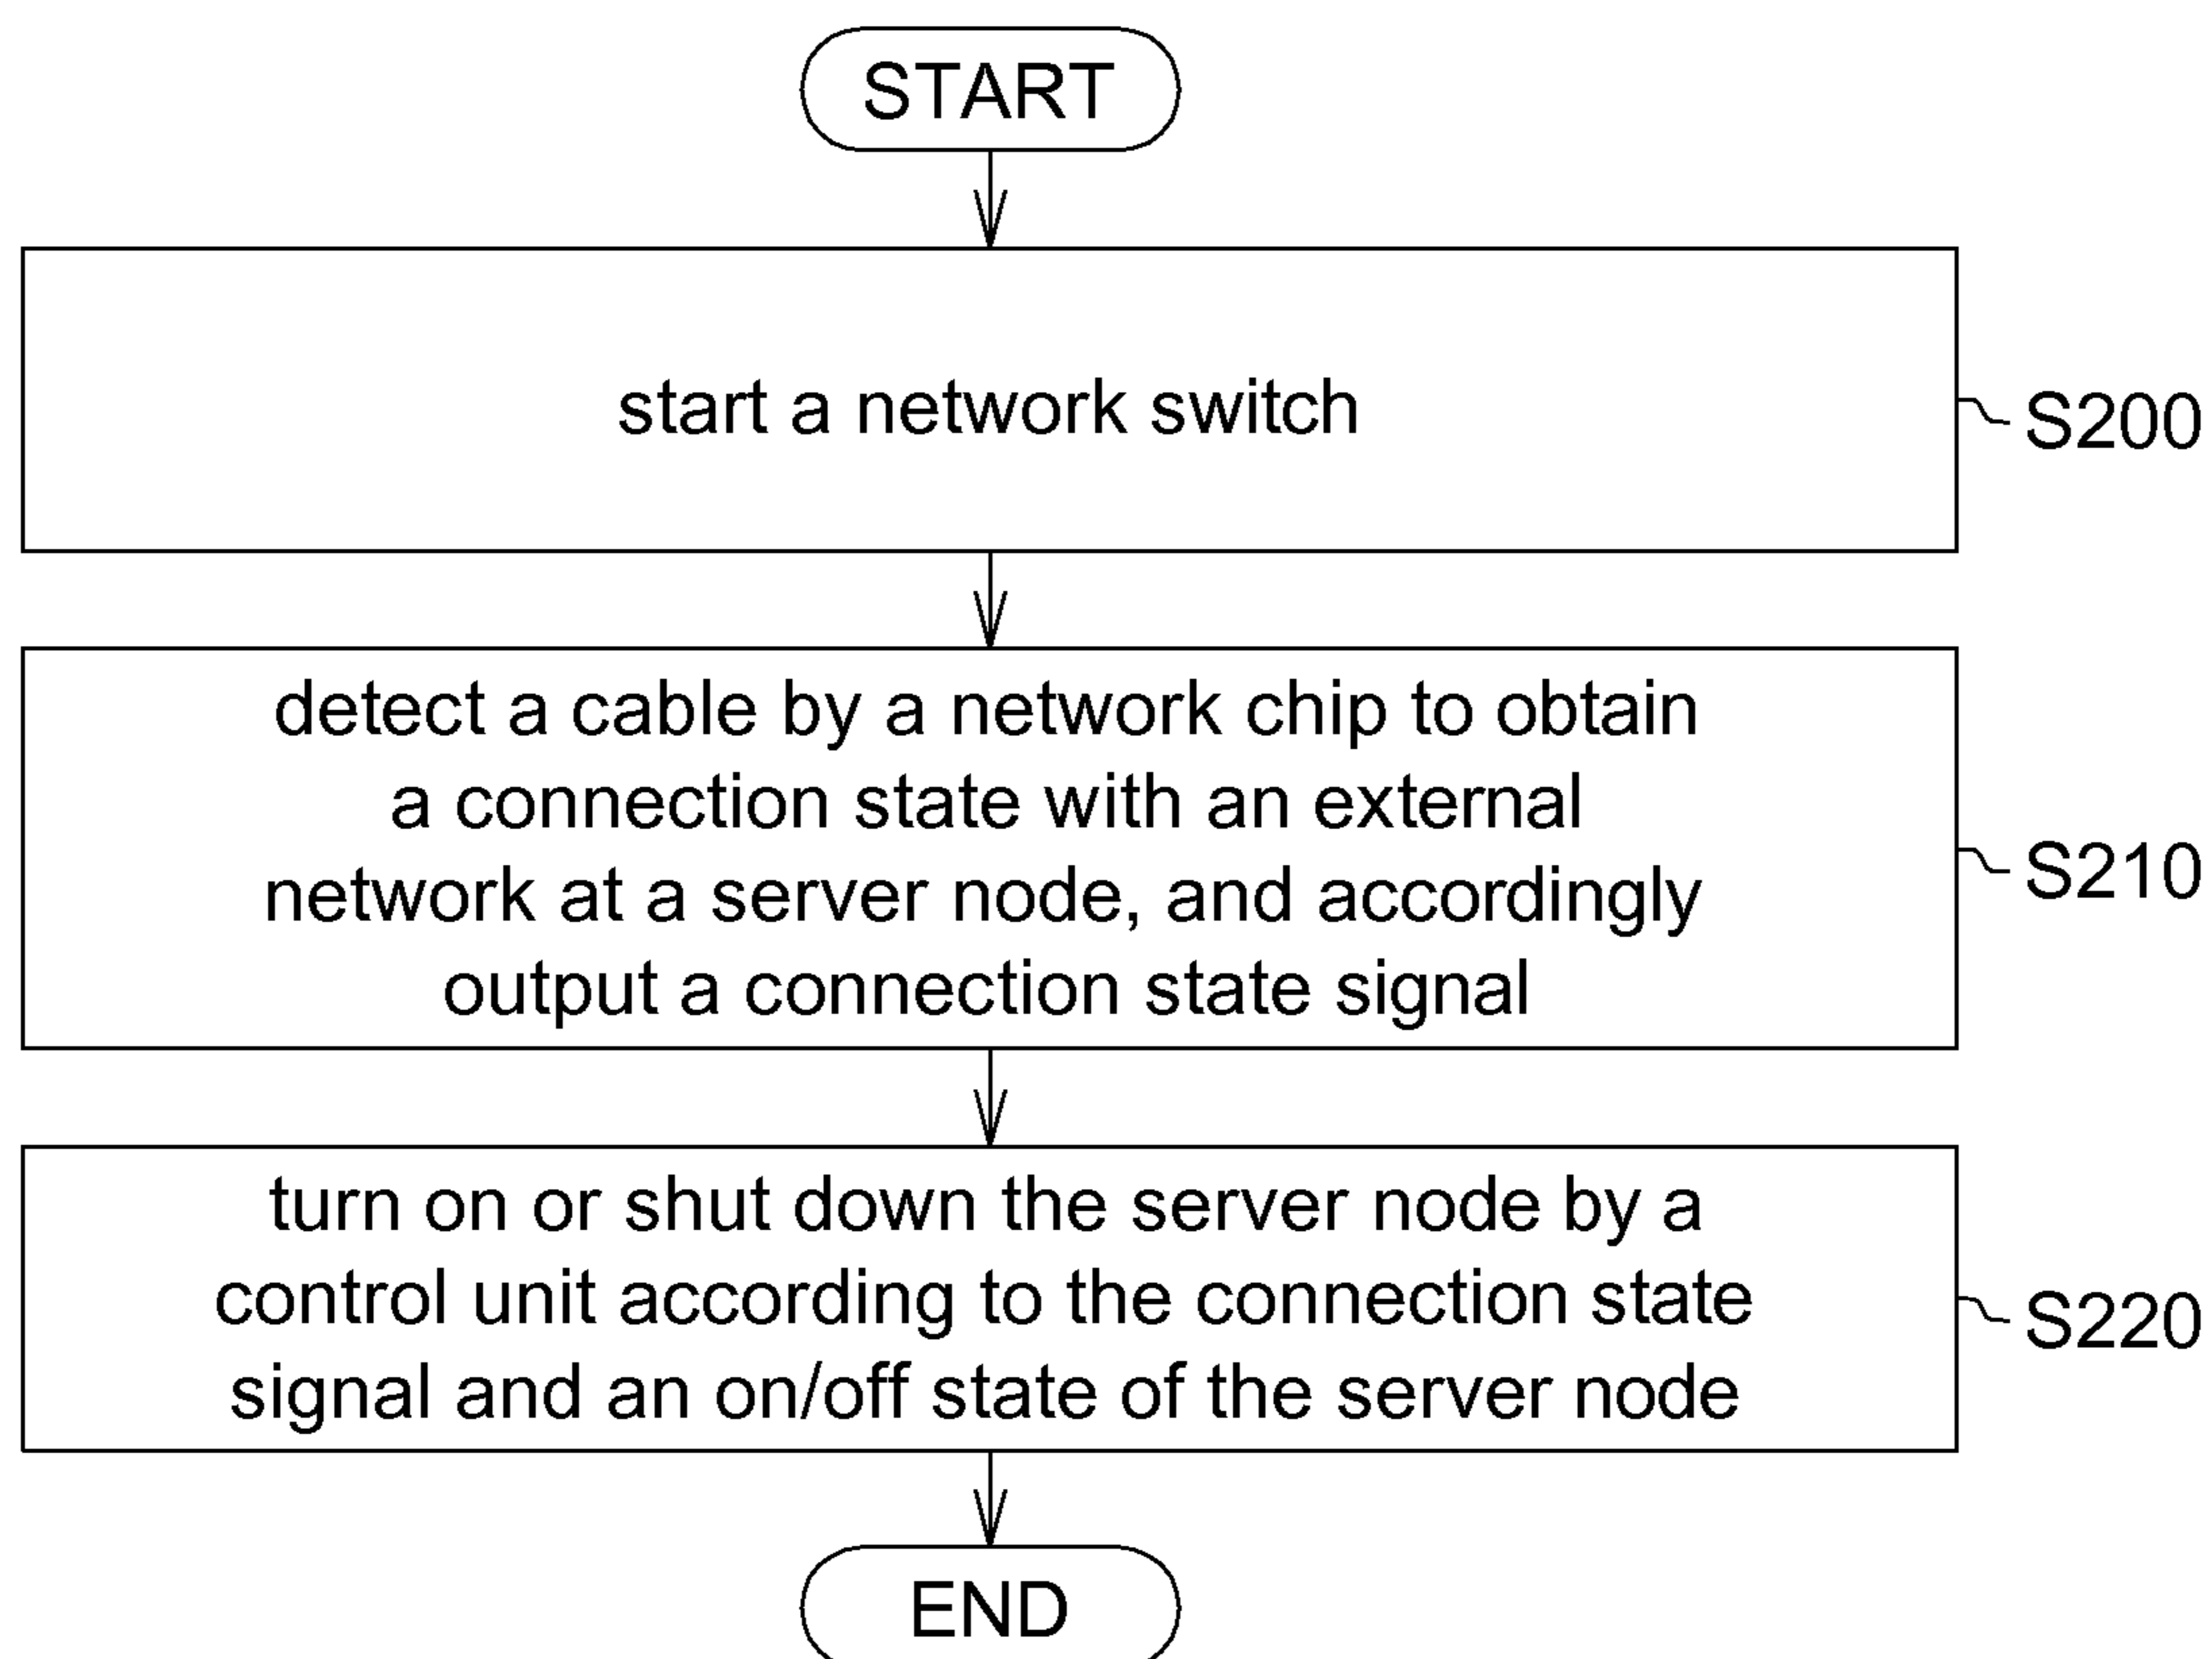 START
start a network switch
S200
detect a cable by a network chip to obtain
a connection state with an external
network at a server node, and accordingly
output a connection state signal
S210
turn on or shut down the server node by a
control unit according to the connection state
signal and an on/off state of the server node
S220
END